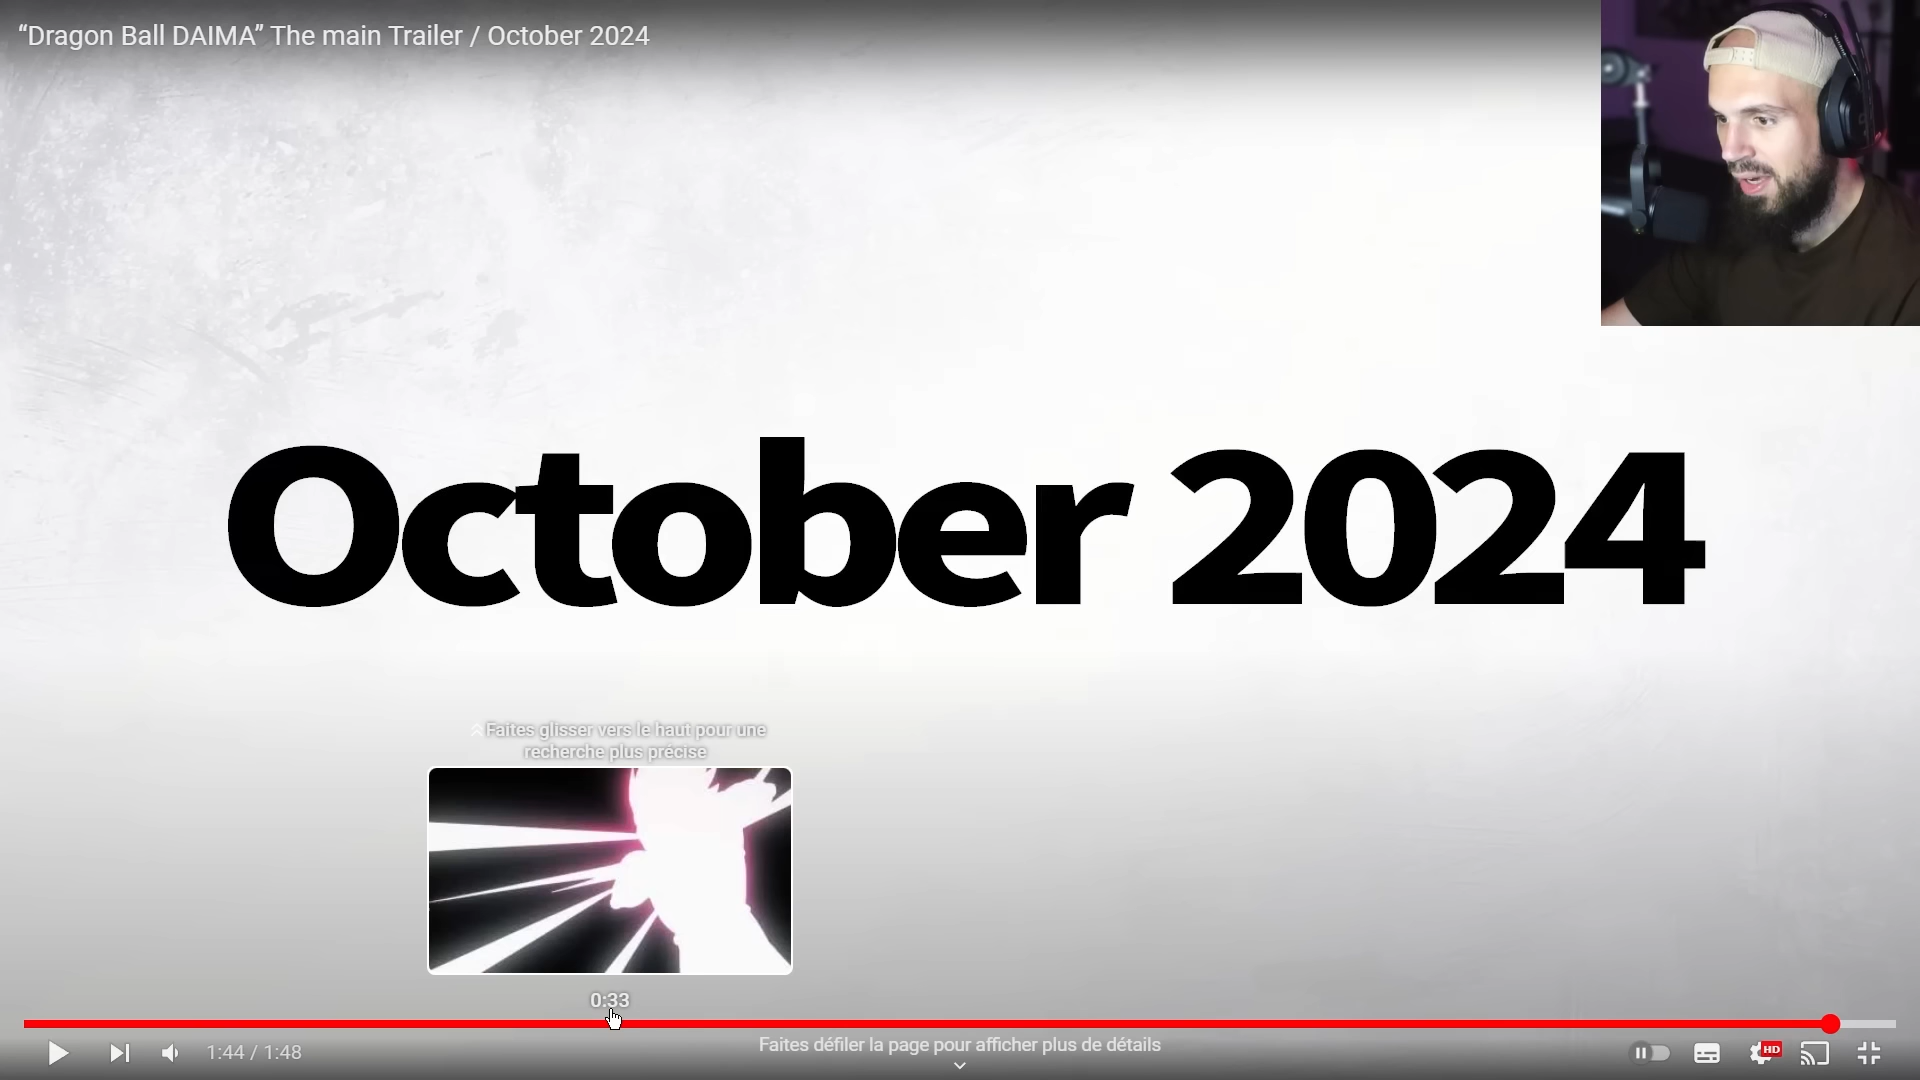 “Dragon Ball DAIMA” The main Trailer / October 2024
October 2024
Faites glisser vers le haut pour une
recherche plus précise
0:33
1:44 / 1:48
Faites défiler la page pour afficher plus de détails
HD